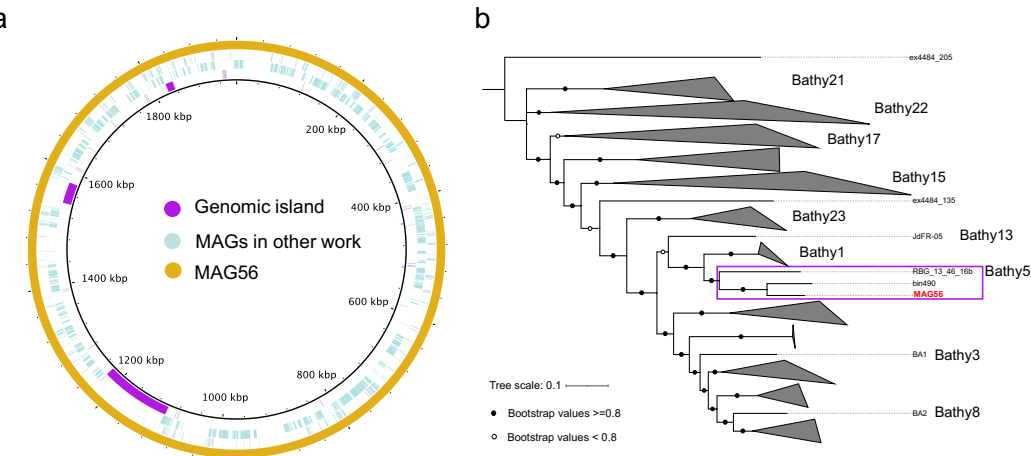 a
200 kbp
400 kbp
600 kbp
800 kbp
1000 kbp
1200 kbp
1400 kbp
1600 kbp
1800 kbp
Genomic island
MAGs in other work
MAG56
b
ex4484_205
Bathy21
Bathy22
Bathy17
Bathy15
ex4484_135
Bathy23
JdFR-05 Bathy13
Bathy1
RBG_13_46_16b Bathy5
bin490
MAG56
BA1 Bathy3
BA2 Bathy8
Tree scale: 0.1
Bootstrap values >=0.8
Bootstrap values < 0.8